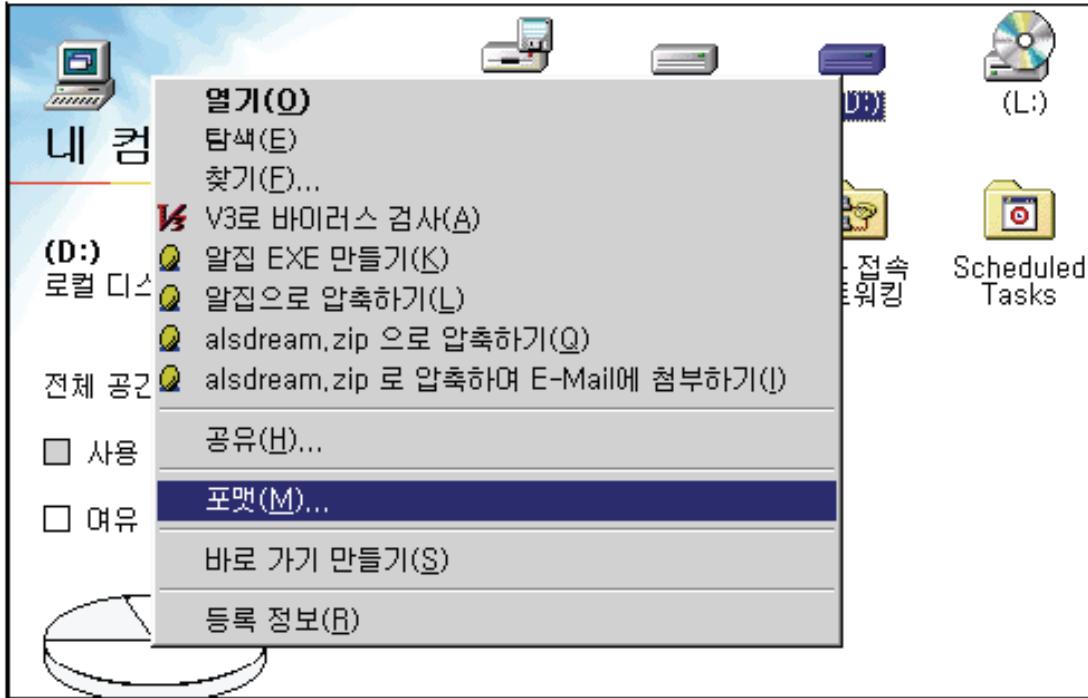 내 컴
(D:)
로컬 디스
전체 공간
사용
여유
열기(O)
탐색(E)
찾기(F)...
V3로 바이러스 검사(A)
알집 EXE 만들기(K)
알집으로 압축하기(L)
alsdream.zip 으로 압축하기(Q)
alsdream.zip 로 압축하여 E-Mail에 첨부하기(I)
공유(H)...
포맷(M)...
바로 가기 만들기(S)
등록 정보(R)
D:)
(L:)
접속
워킹
Scheduled
Tasks